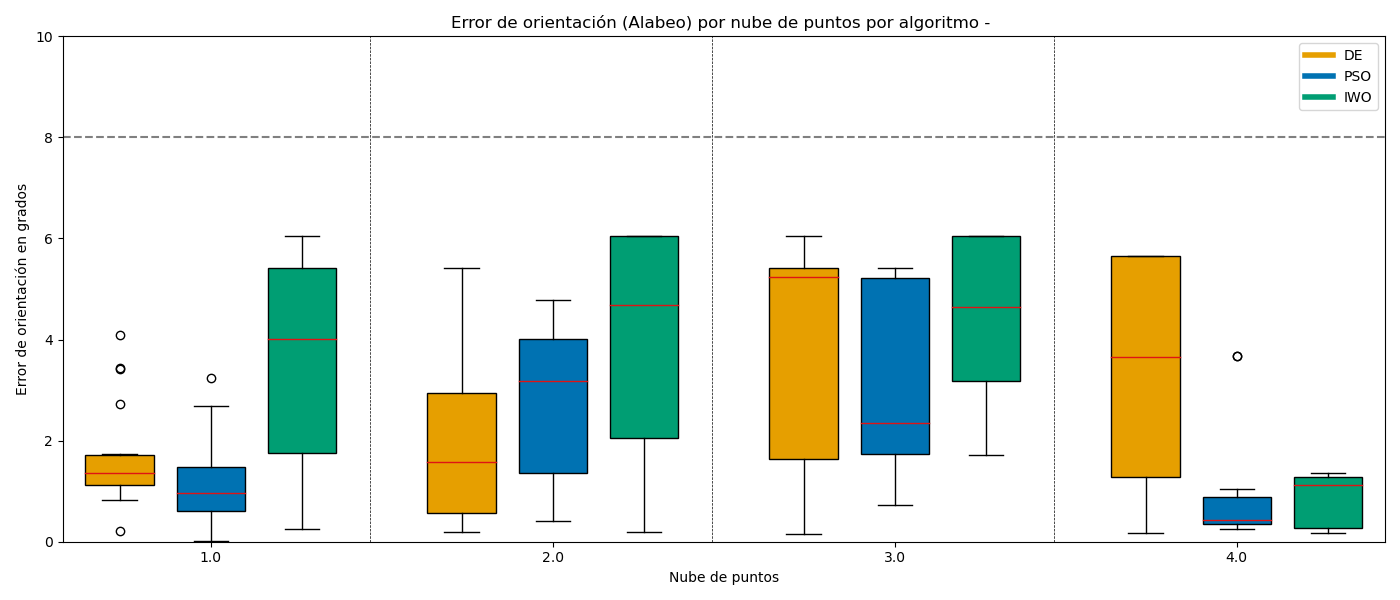 Error de orientación (Alabeo) por nube de puntos por algoritmo -
10
8
6
4
2
0
Error de orientación en grados
DE
PSO
IWO
1.0
2.0
3.0
4.0
Nube de puntos